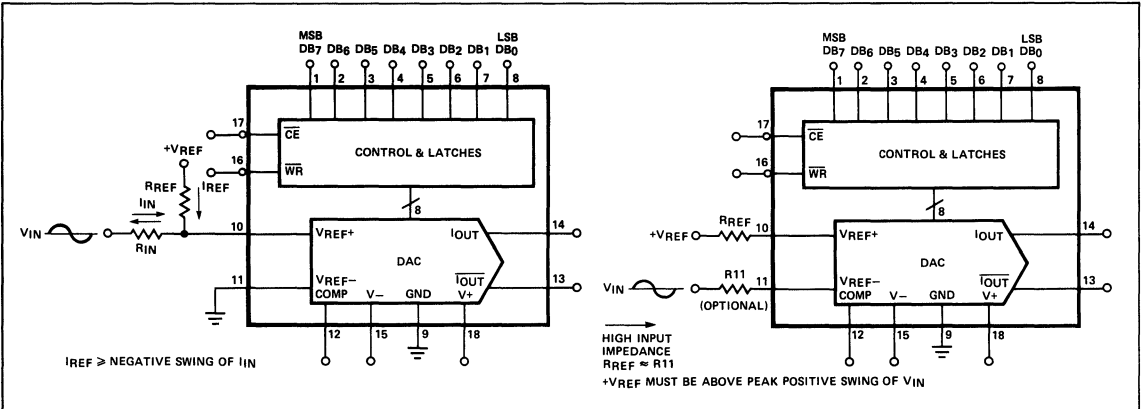 MSB LSB
DB7 DB6 DB5 DB4 DB3 DB2 DB1 DB0
1 2 3 4 5 6 7 8
17 CE
CONTROL & LATCHES
16 WR
+VREF
RREF IREF
IIN
8
VIN
RIN
10 VREF+ IOUT 14
DAC
11 VREF− IOUT 13
COMP V− GND V+
12 15 9 18
IREF ⩾ NEGATIVE SWING OF IIN
MSB LSB
DB7 DB6 DB5 DB4 DB3 DB2 DB1 DB0
1 2 3 4 5 6 7 8
17 CE
CONTROL & LATCHES
16 WR
8
RREF
+VREF 10 VREF+ IOUT 14
DAC
R11
VIN 11 VREF− IOUT 13
(OPTIONAL) COMP V− GND V+
12 15 9 18
HIGH INPUT
IMPEDANCE
RREF ≈ R11
+VREF MUST BE ABOVE PEAK POSITIVE SWING OF VIN